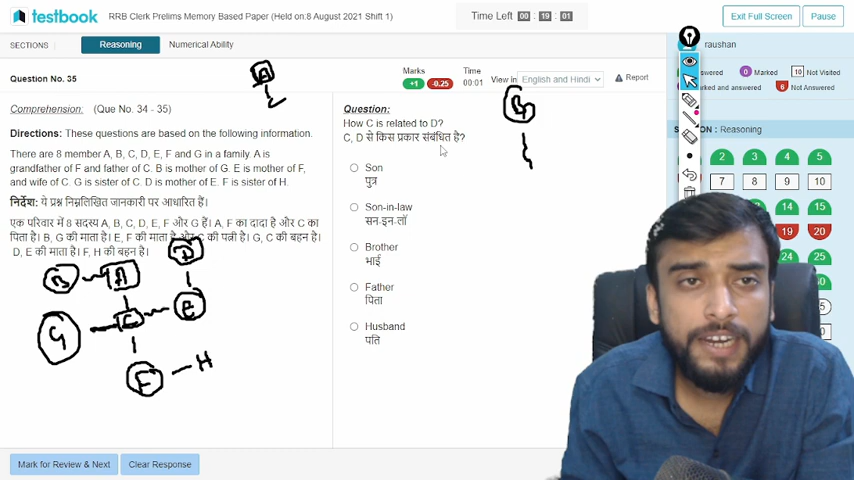 testbook
RRB Clerk Prelims Memory Based Paper (Held on:8 August 2021 Shift 1)
Time Left 00 : 19 : 01
Exit Full Screen
Pause
SECTIONS
Reasoning
Numerical Ability
raushan
Question No. 35
Marks
+1 -0.25
Time
00:01
View in
English and Hindi
Report
Marked
10 Not Visited
Not Answered
Comprehension: (Que No. 34 - 35)
Directions: These questions are based on the following information.
There are 8 member A, B, C, D, E, F and G in a family. A is
grandfather of F and father of C. B is mother of G. E is mother of F,
and wife of C. G is sister of C. D is mother of E. F is sister of H.
निर्देश: ये प्रश्न निम्नलिखित जानकारी पर आधारित हैं।
एक परिवार में 8 सदस्य A, B, C, D, E, F और G हैं। A, F का दादा है और C का
पिता है। B, G की माता है। E, F की माता है और C की पत्नी है। G, C की बहन है।
D, E की माता है। F, H की बहन है।
Question:
How C is related to D?
C, D से किस प्रकार संबंधित है?
Son
पुत्र
Son-in-law
सन-इन-लॉ
Brother
भाई
Father
पिता
Husband
पति
Reasoning
2 3 4 5
7 8 9 10
14 15
19 20
24 25
A
G
D
B A
E
G C
F H
Mark for Review & Next
Clear Response